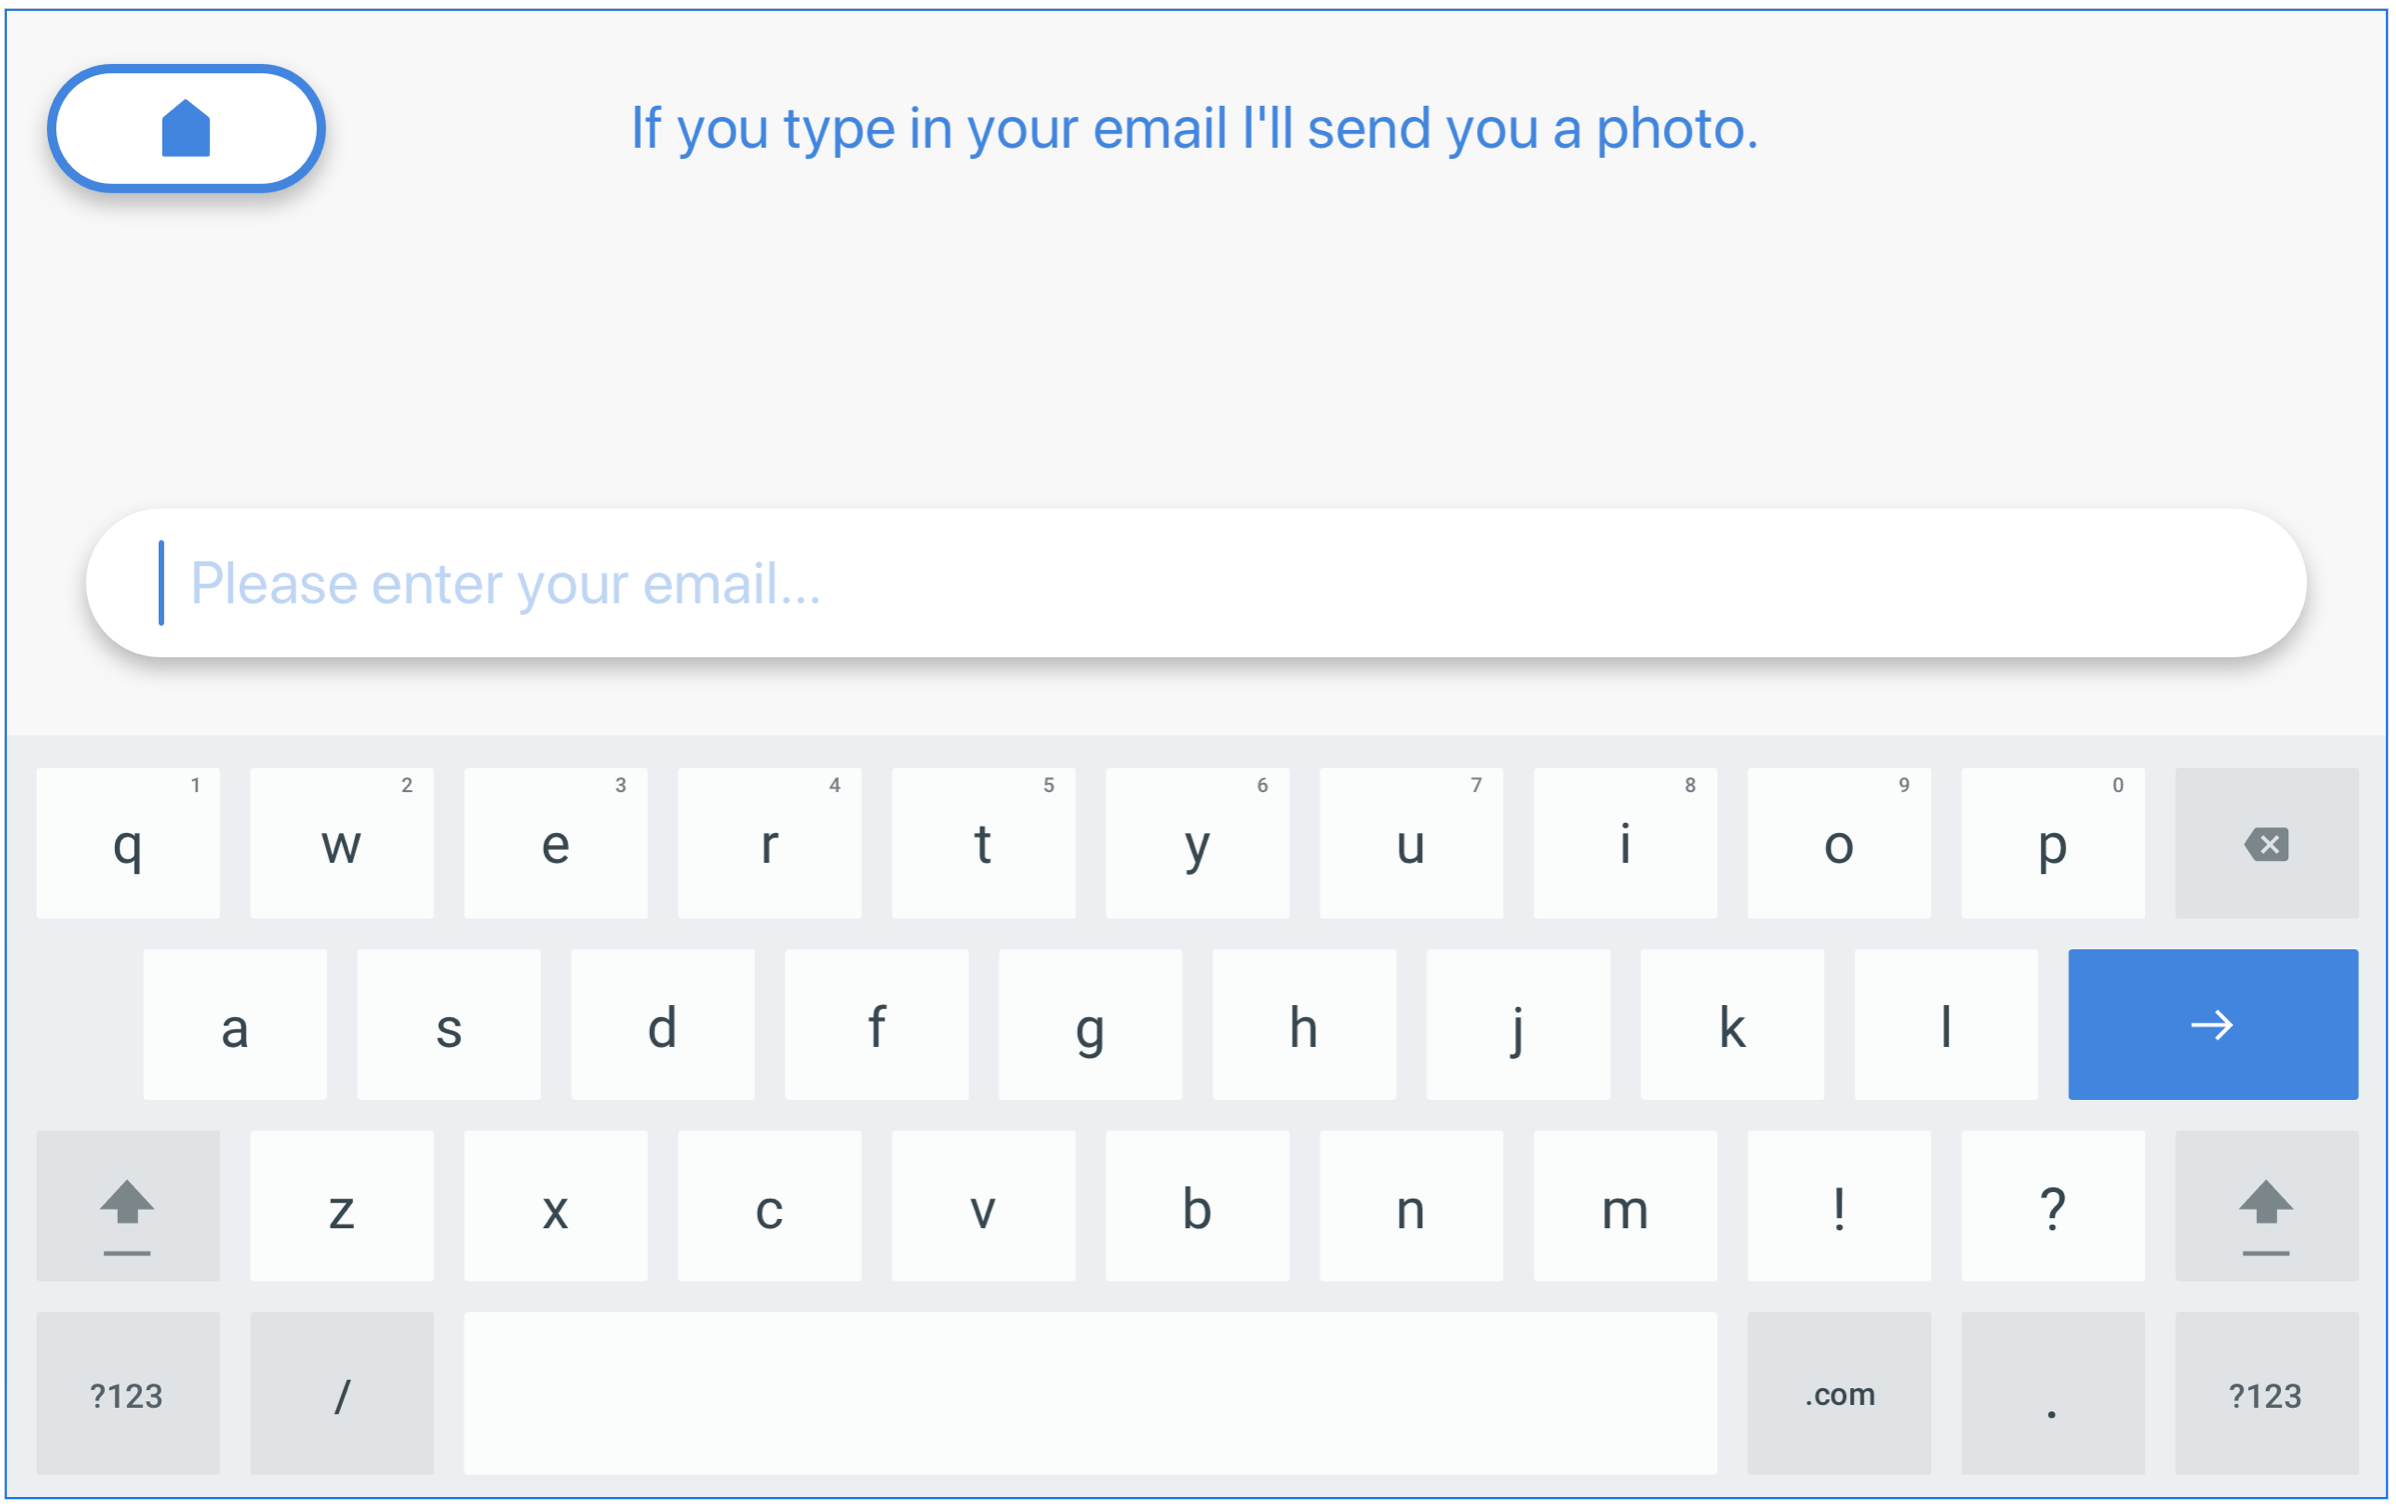 If you type in your email I'll send you a photo.
Please enter your email...
1 2 3 4 5 6 7 8 9 0
q w e r t y u i o p
a s d f g h j k l
z x c v b n m ! ?
?123 / .com . ?123